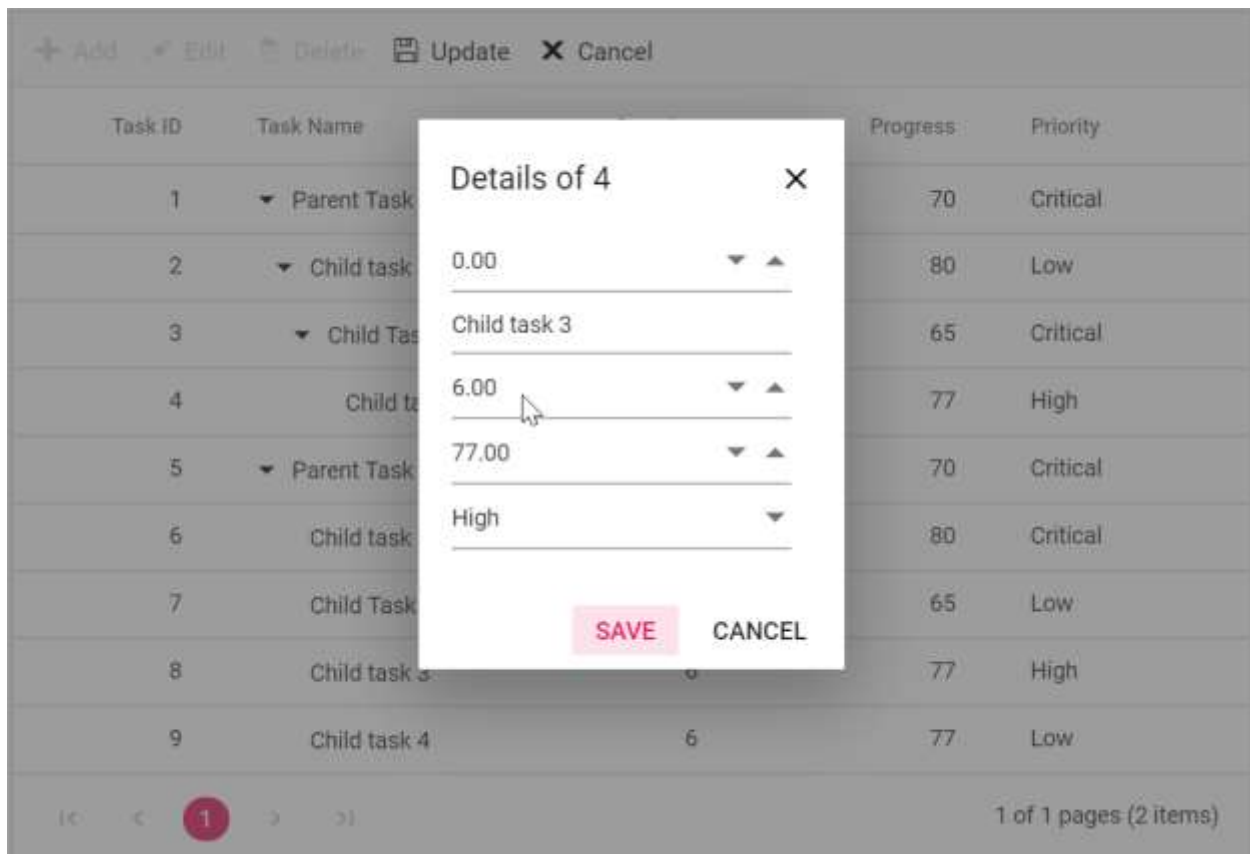 Add Edit Delete Update Cancel
Task ID Task Name Progress Priority
Details of 4
1 Parent Task 70 Critical
0.00
2 Child task 80 Low
Child task 3
3 Child Tas 65 Critical
6.00
4 Child ta 77 High
77.00
5 Parent Task 70 Critical
High
6 Child task 80 Critical
7 Child Task 65 Low
SAVE CANCEL
8 Child task 3 6 77 High
9 Child task 4 6 77 Low
1 1 of 1 pages (2 items)